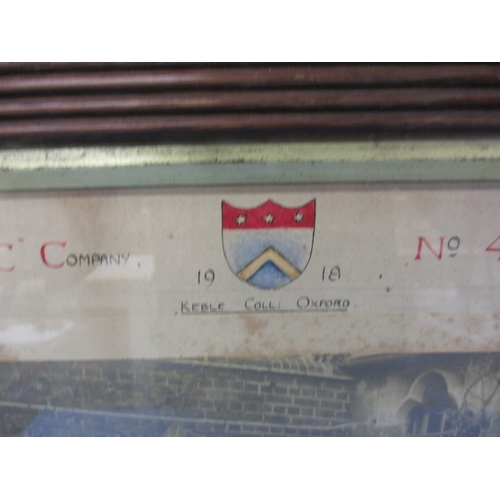 C" COMPANY. No 4
19 18
KEBLE COLL: OXFORD.